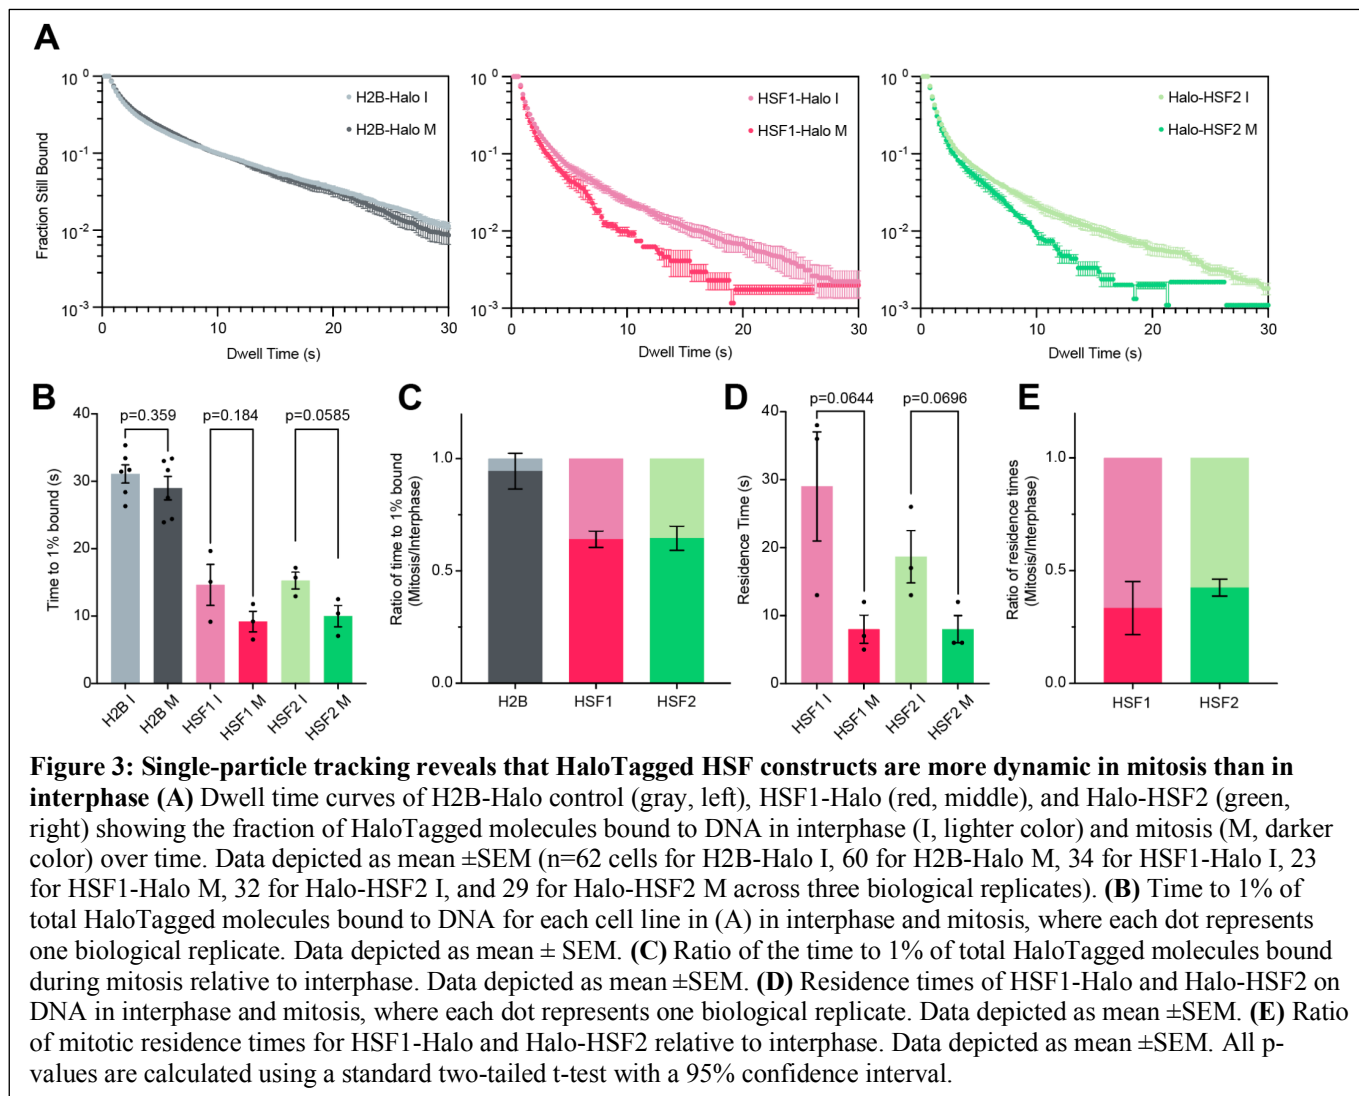 A
10⁰
10⁻¹
10⁻²
10⁻³
Fraction Still Bound
H2B-Halo I
H2B-Halo M
0 10 20 30
Dwell Time (s)
10⁰
10⁻¹
10⁻²
10⁻³
HSF1-Halo I
HSF1-Halo M
0 10 20 30
Dwell Time (s)
10⁰
10⁻¹
10⁻²
10⁻³
Halo-HSF2 I
Halo-HSF2 M
0 10 20 30
Dwell Time (s)
B
p=0.359 p=0.184 p=0.0585
40
30
20
10
0
Time to 1% bound (s)
H2B I H2B M HSF1 I HSF1 M HSF2 I HSF2 M
C
1.0
0.5
0.0
Ratio of time to 1% bound
(Mitosis/Interphase)
H2B HSF1 HSF2
D
p=0.0644 p=0.0696
40
30
20
10
0
Residence Time (s)
HSF1 I HSF1 M HSF2 I HSF2 M
E
1.0
0.5
0.0
Ratio of residence times
(Mitosis/Interphase)
HSF1 HSF2
Figure 3: Single-particle tracking reveals that HaloTagged HSF constructs are more dynamic in mitosis than in
interphase (A) Dwell time curves of H2B-Halo control (gray, left), HSF1-Halo (red, middle), and Halo-HSF2 (green,
right) showing the fraction of HaloTagged molecules bound to DNA in interphase (I, lighter color) and mitosis (M, darker
color) over time. Data depicted as mean ±SEM (n=62 cells for H2B-Halo I, 60 for H2B-Halo M, 34 for HSF1-Halo I, 23
for HSF1-Halo M, 32 for Halo-HSF2 I, and 29 for Halo-HSF2 M across three biological replicates). (B) Time to 1% of
total HaloTagged molecules bound to DNA for each cell line in (A) in interphase and mitosis, where each dot represents
one biological replicate. Data depicted as mean ± SEM. (C) Ratio of the time to 1% of total HaloTagged molecules bound
during mitosis relative to interphase. Data depicted as mean ±SEM. (D) Residence times of HSF1-Halo and Halo-HSF2 on
DNA in interphase and mitosis, where each dot represents one biological replicate. Data depicted as mean ±SEM. (E) Ratio
of mitotic residence times for HSF1-Halo and Halo-HSF2 relative to interphase. Data depicted as mean ±SEM. All p-
values are calculated using a standard two-tailed t-test with a 95% confidence interval.